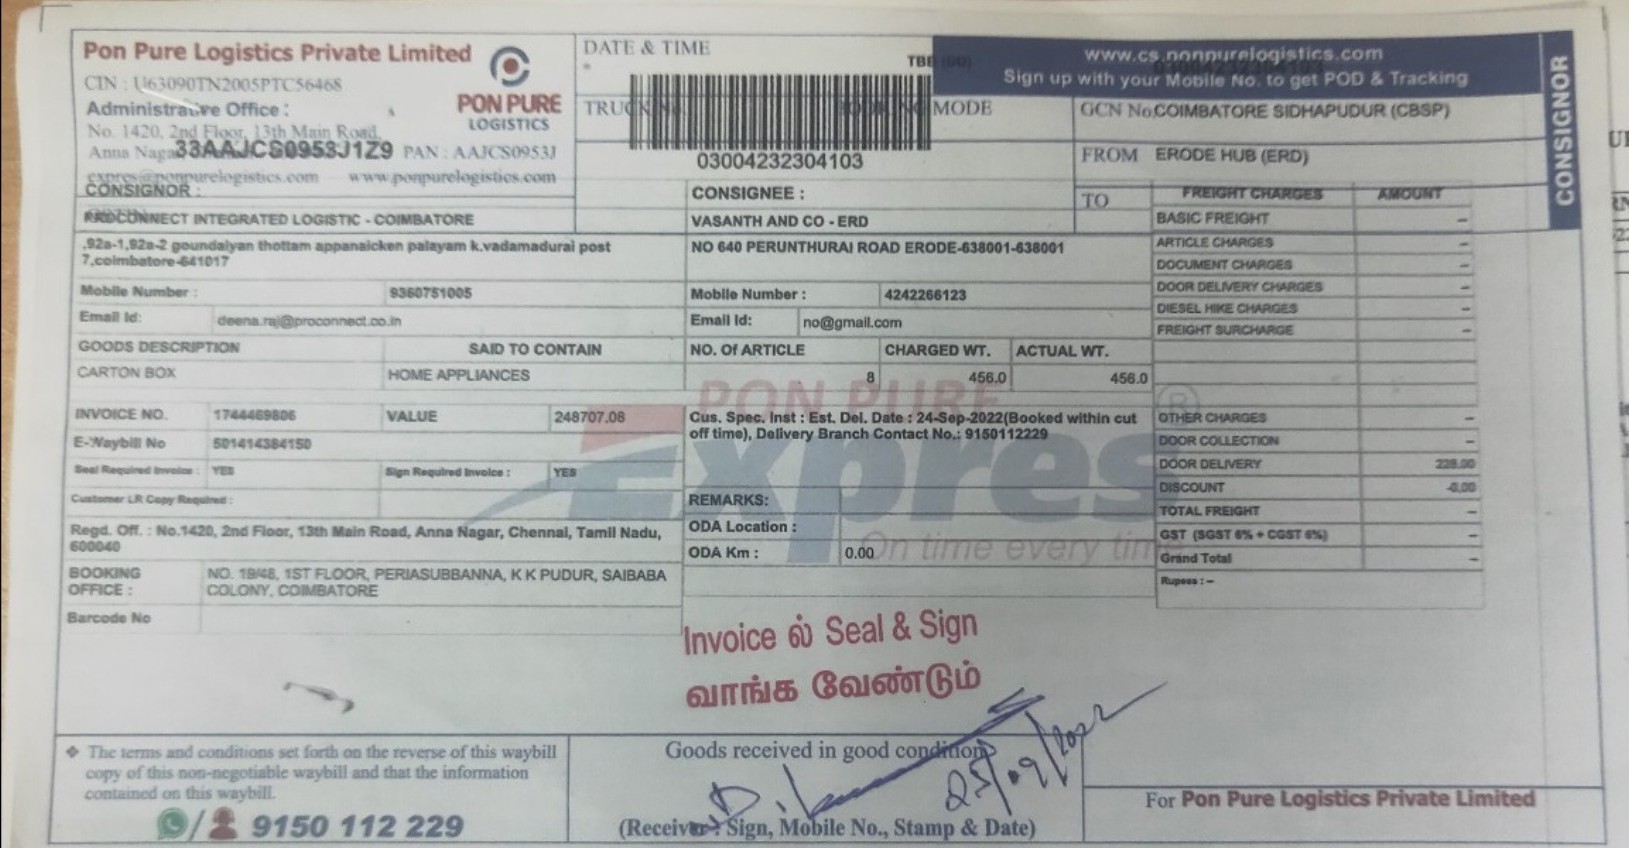 Pon Pure Logistics Private Limited
CIN : U63090TN2005PTC56468
Administrative Office :
No. 1420, 2nd Floor, 13th Main Road,
Anna Naga 33AAJCS0953J1Z9 PAN : AAJCS0953J
expres@ponpurelogistics.com www.ponpurelogistics.com
PON PURE
LOGISTICS
DATE & TIME
TRUCK
MODE
03004232304103
www.cs.ponpurelogistics.com
Sign up with your Mobile No. to get POD & Tracking
CONSIGNOR
GCN No. COIMBATORE SIDHAPUDUR (CBSP)
FROM ERODE HUB (ERD)
TO
CONSIGNOR :
INTEGRATED LOGISTIC - COIMBATORE
,92a-1,92a-2 goundaiyan thottam appanaicken palayam k.vadamadurai post
7,coimbatore-641017
Mobile Number : 9360751005
Email Id: deena.raj@proconnect.co.in
GOODS DESCRIPTION SAID TO CONTAIN
CARTON BOX HOME APPLIANCES
INVOICE NO. 1744469806 VALUE 248707.08
E-Waybill No 501414384150
Seal Required Invoice : YES Sign Required Invoice : YES
Customer LR Copy Required :
Regd. Off. : No.1420, 2nd Floor, 13th Main Road, Anna Nagar, Chennai, Tamil Nadu,
600040
BOOKING OFFICE : NO. 19/48, 1ST FLOOR, PERIASUBBANNA, K K PUDUR, SAIBABA
COLONY, COIMBATORE
Barcode No
CONSIGNEE :
VASANTH AND CO - ERD
NO 640 PERUNTHURAI ROAD ERODE-638001-638001
Mobile Number : 4242266123
Email Id: no@gmail.com
NO. Of ARTICLE CHARGED WT. ACTUAL WT.
8 456.0 456.0
PON PURE
Expres
On time every time
Cus. Spec. Inst : Est. Del. Date : 24-Sep-2022(Booked within cut
off time), Delivery Branch Contact No.: 9150112229
REMARKS:
ODA Location :
ODA Km : 0.00
FREIGHT CHARGES AMOUNT
BASIC FREIGHT –
ARTICLE CHARGES –
DOCUMENT CHARGES –
DOOR DELIVERY CHARGES –
DIESEL HIKE CHARGES –
FREIGHT SURCHARGE –
OTHER CHARGES –
DOOR COLLECTION –
DOOR DELIVERY 228.00
DISCOUNT -0.00
TOTAL FREIGHT –
GST (SGST 6% + CGST 6%) –
Grand Total –
Rupees : –
Invoice ல் Seal & Sign
வாங்க வேண்டும்
❖ The terms and conditions set forth on the reverse of this waybill
copy of this non-negotiable waybill and that the information
contained on this waybill.
9150 112 229
Goods received in good condition
25/09/2022
(Receiver Sign, Mobile No., Stamp & Date)
For Pon Pure Logistics Private Limited